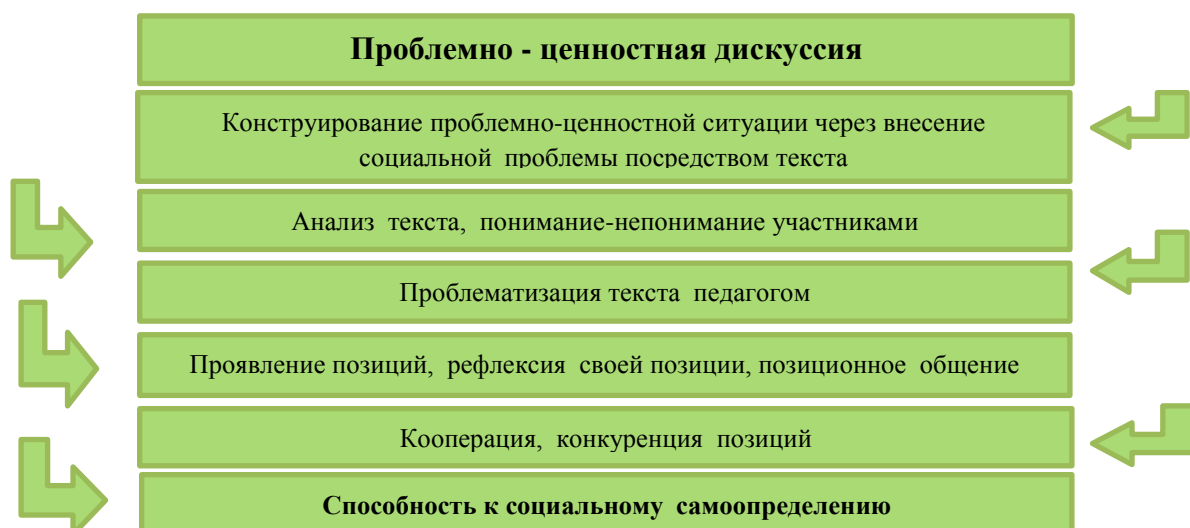 Проблемно - ценностная дискуссия
Конструирование проблемно-ценностной ситуации через внесение
социальной проблемы посредством текста
Анализ текста, понимание-непонимание участниками
Проблематизация текста педагогом
Проявление позиций, рефлексия своей позиции, позиционное общение
Кооперация, конкуренция позиций
Способность к социальному самоопределению